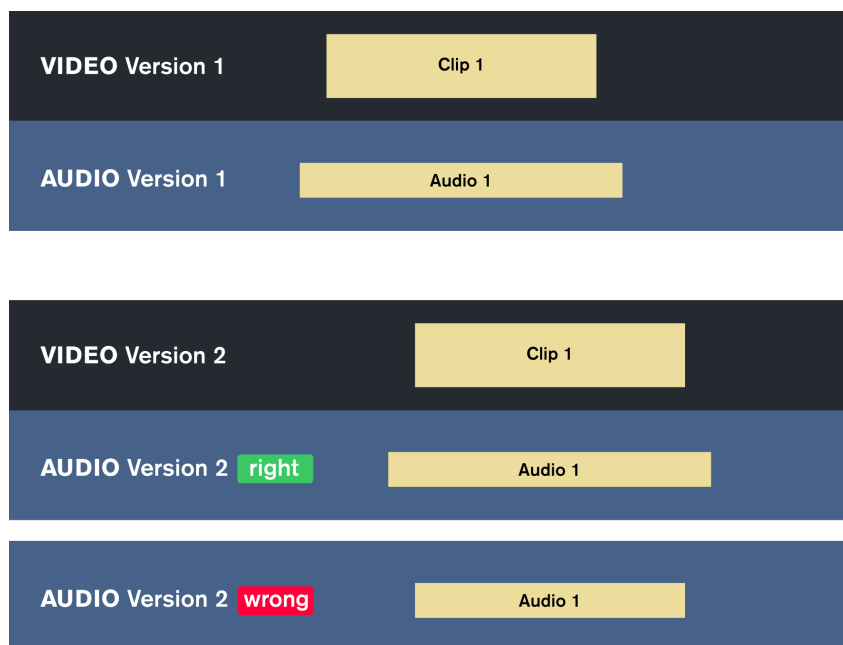 VIDEO Version 1
Clip 1
AUDIO Version 1
Audio 1
VIDEO Version 2
Clip 1
AUDIO Version 2 right
Audio 1
AUDIO Version 2 wrong
Audio 1